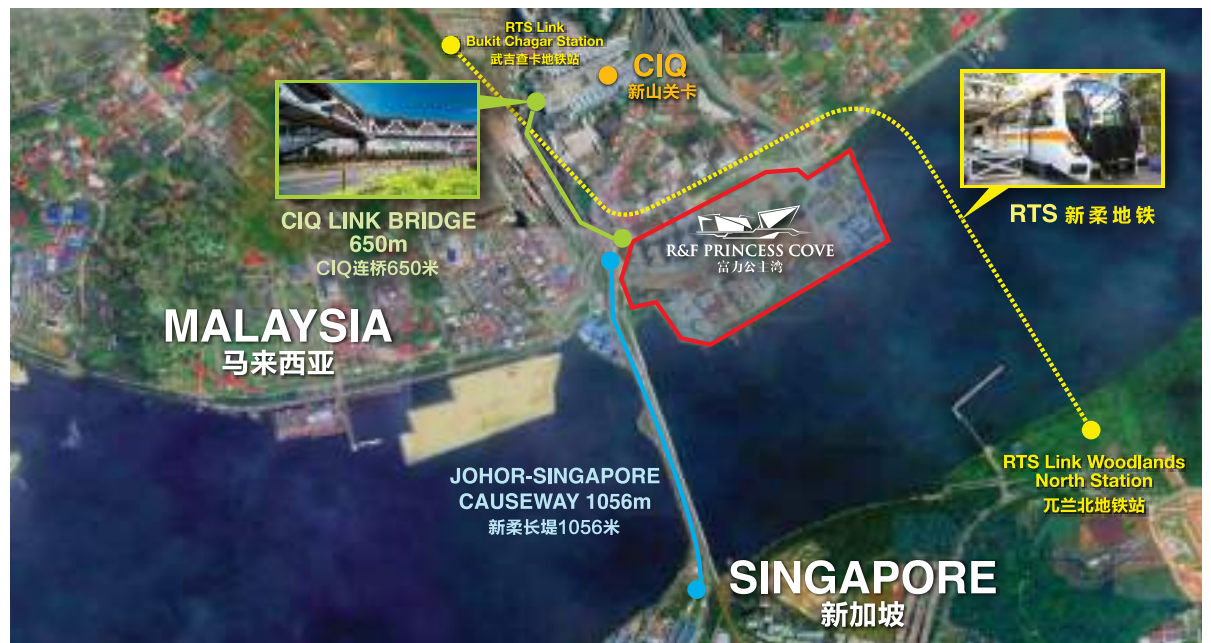 RTS Link
Bukit Chagar Station
武吉查卡地铁站
CIQ
新山关卡
CIQ LINK BRIDGE
650m
CIQ连桥650米
RTS 新柔地铁
R&F PRINCESS COVE
富力公主湾
MALAYSIA
马来西亚
JOHOR-SINGAPORE
CAUSEWAY 1056m
新柔长堤1056米
RTS Link Woodlands
North Station
兀兰北地铁站
SINGAPORE
新加坡